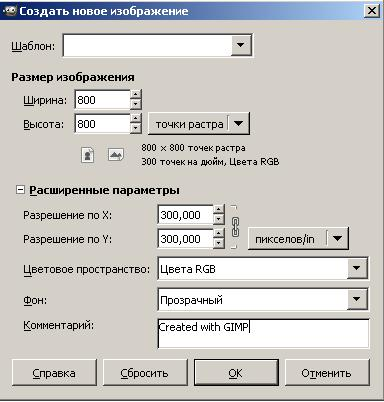 Создать новое изображение
Шаблон:
Размер изображения
Ширина: 800
Высота: 800 точки растра
800 × 800 точек растра
300 точек на дюйм, Цвета RGB
Расширенные параметры
Разрешение по X: 300,000
Разрешение по Y: 300,000 пикселов/in
Цветовое пространство: Цвета RGB
Фон: Прозрачный
Комментарий: Created with GIMP
Справка Сбросить OK Отменить